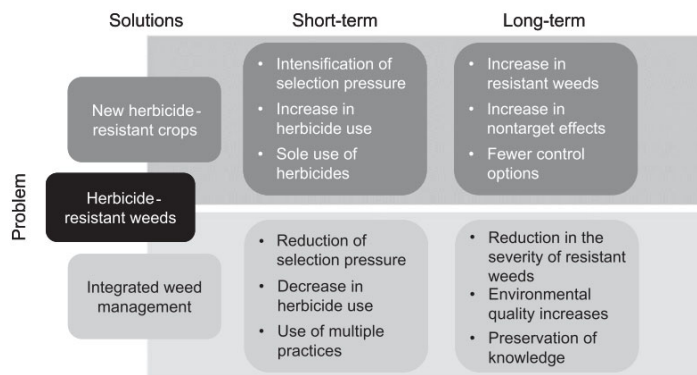 Solutions
Short-term
Long-term
Problem
New herbicide-
resistant crops
• Intensification of
selection pressure
• Increase in
herbicide use
• Sole use of
herbicides
• Increase in
resistant weeds
• Increase in
nontarget effects
• Fewer control
options
Herbicide-
resistant weeds
Integrated weed
management
• Reduction of
selection pressure
• Decrease in
herbicide use
• Use of multiple
practices
• Reduction in the
severity of resistant
weeds
• Environmental
quality increases
• Preservation of
knowledge